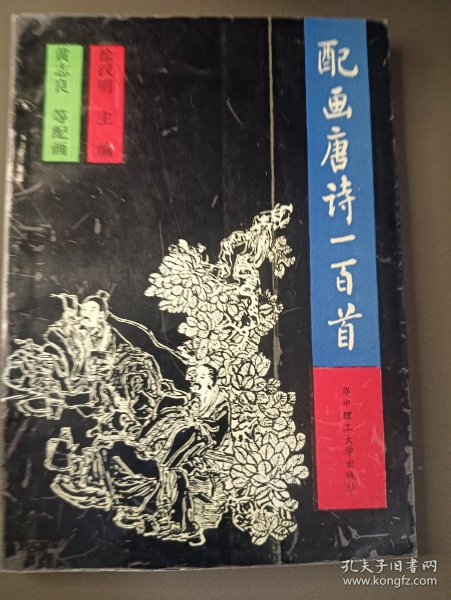 配画唐诗一百首
徐汉明 主编
黄志良 等配画
华中理工大学出版社
孔夫子旧书网
www.kongfz.com